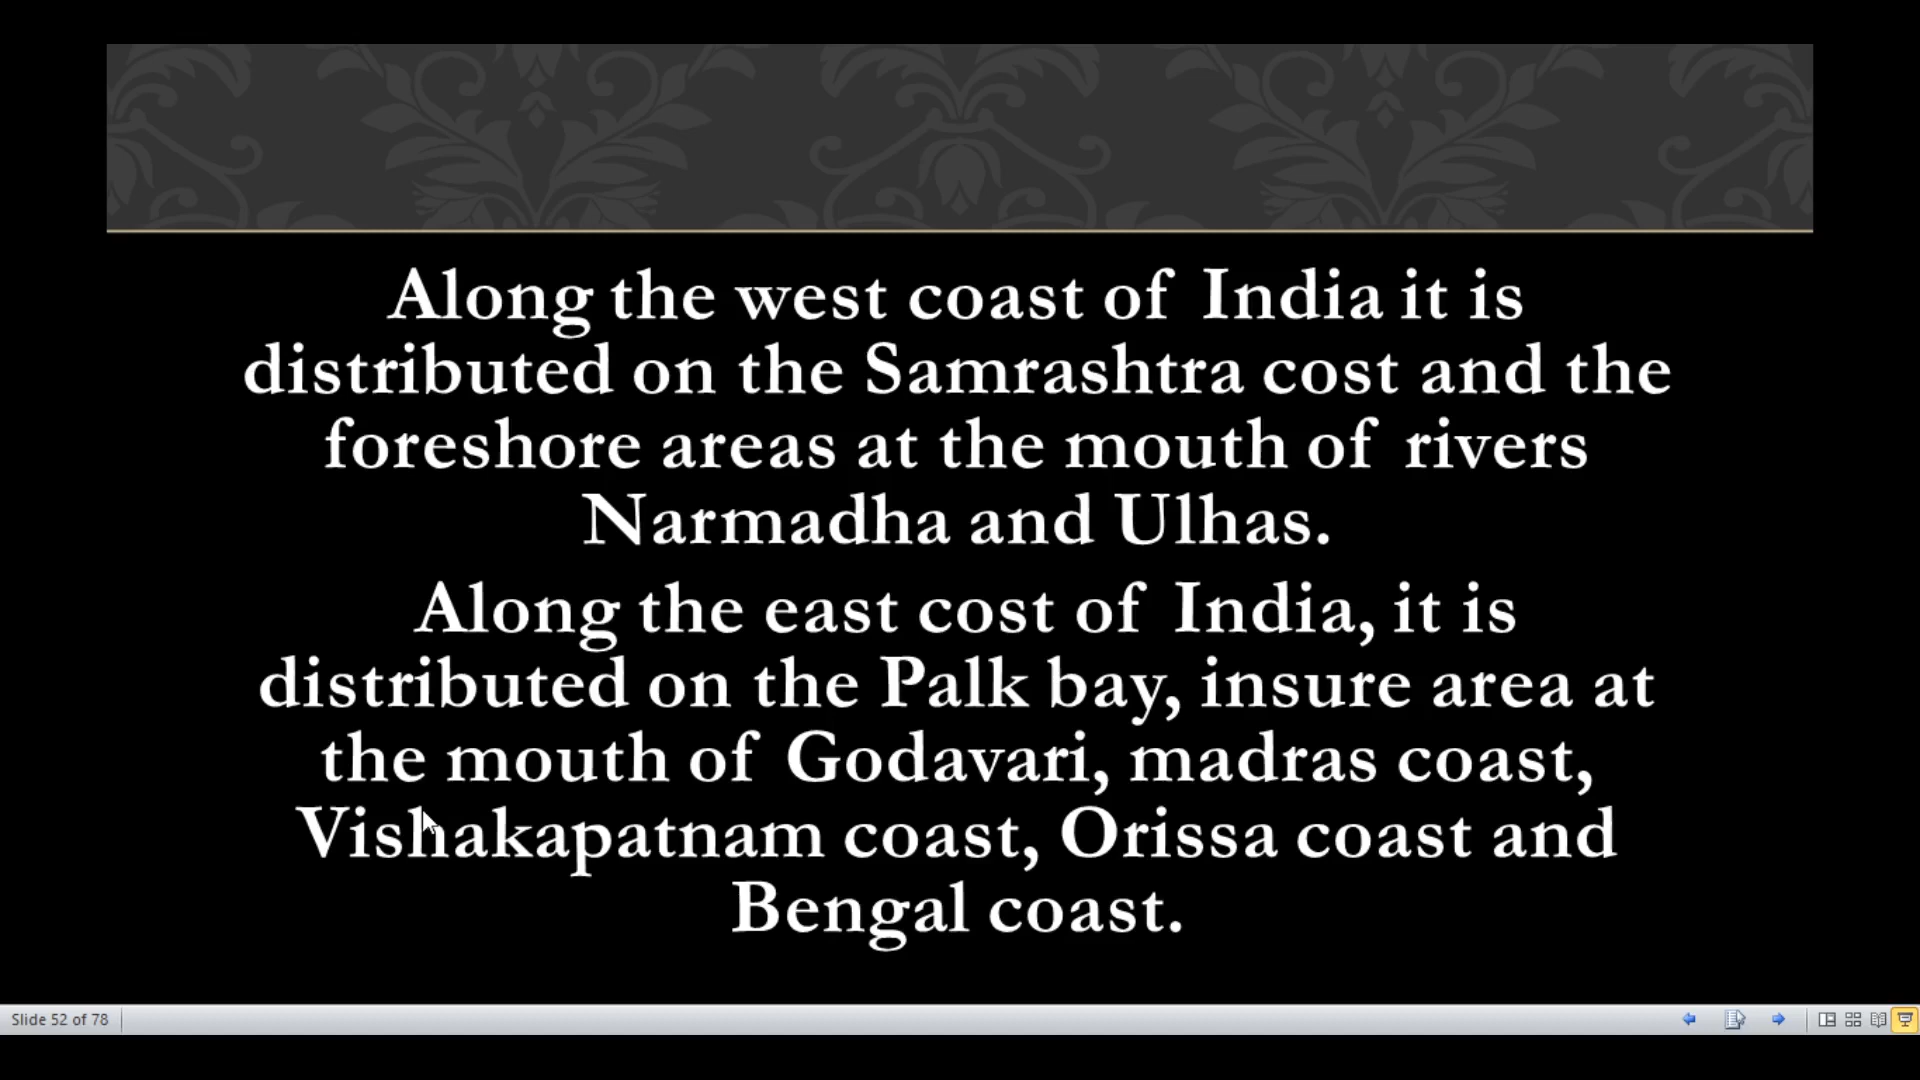 Along the west coast of India it is
distributed on the Samrashtra cost and the
foreshore areas at the mouth of rivers
Narmadha and Ulhas.
Along the east cost of India, it is
distributed on the Palk bay, insure area at
the mouth of Godavari, madras coast,
Vishakapatnam coast, Orissa coast and
Bengal coast.
Slide 52 of 78